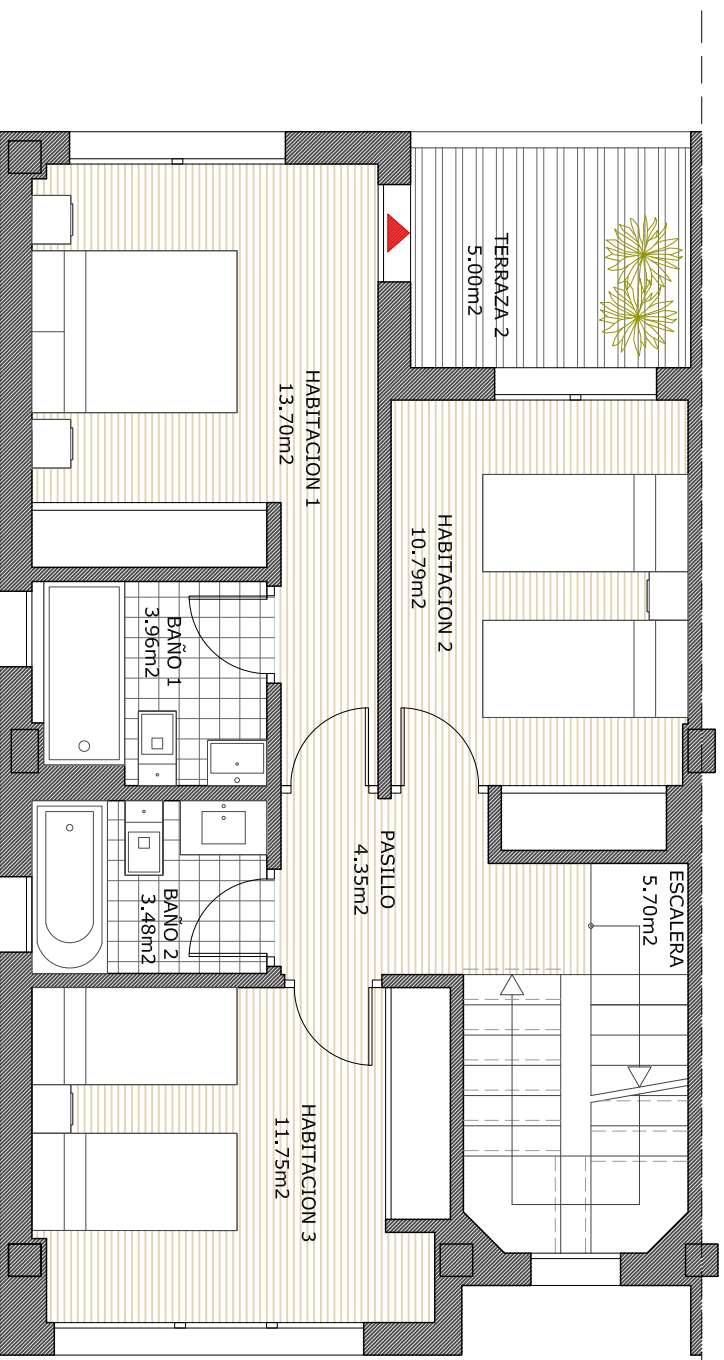 TERRAZA 2
5.00m2
HABITACION 1
13.70m2
HABITACION 2
10.79m2
BAÑO 1
3.96m2
PASILLO
4.35m2
ESCALERA
5.70m2
BAÑO 2
3.48m2
HABITACION 3
11.75m2